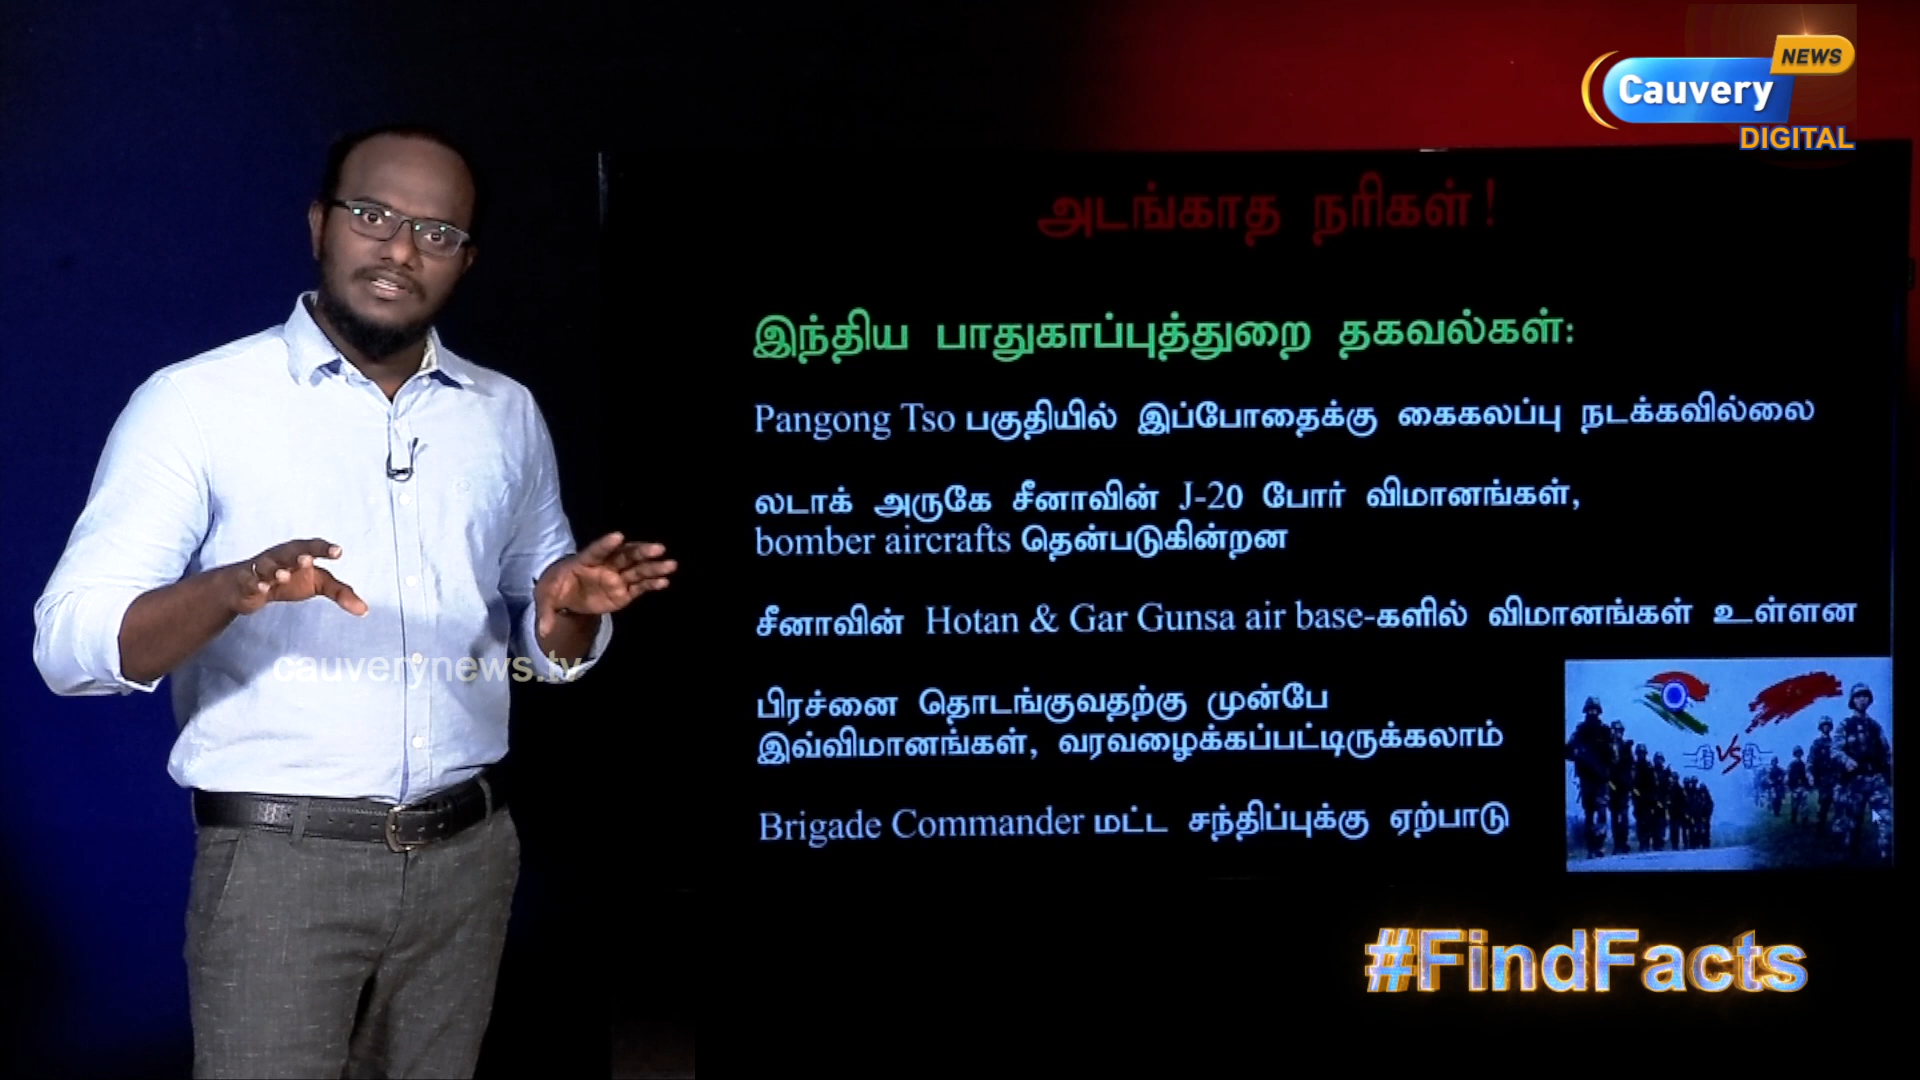 NEWS
Cauvery
DIGITAL
அடங்காத நரிகள்!
இந்திய பாதுகாப்புத்துறை தகவல்கள்:
Pangong Tso பகுதியில் இப்போதைக்கு கைகலப்பு நடக்கவில்லை
லடாக் அருகே சீனாவின் J-20 போர் விமானங்கள்,
bomber aircrafts தென்படுகின்றன
சீனாவின் Hotan & Gar Gunsa air base-களில் விமானங்கள் உள்ளன
பிரச்னை தொடங்குவதற்கு முன்பே
இவ்விமானங்கள், வரவழைக்கப்பட்டிருக்கலாம்
Brigade Commander மட்ட சந்திப்புக்கு ஏற்பாடு
VS
cauverynews.tv
#FindFacts